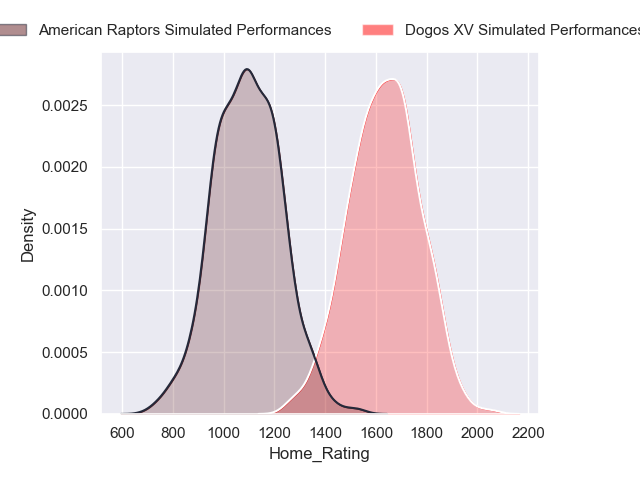 American Raptors Simulated Performances
Dogos XV Simulated Performances
Density
0.0025
0.0020
0.0015
0.0010
0.0005
0.0000
600 800 1000 1200 1400 1600 1800 2000 2200
Home_Rating